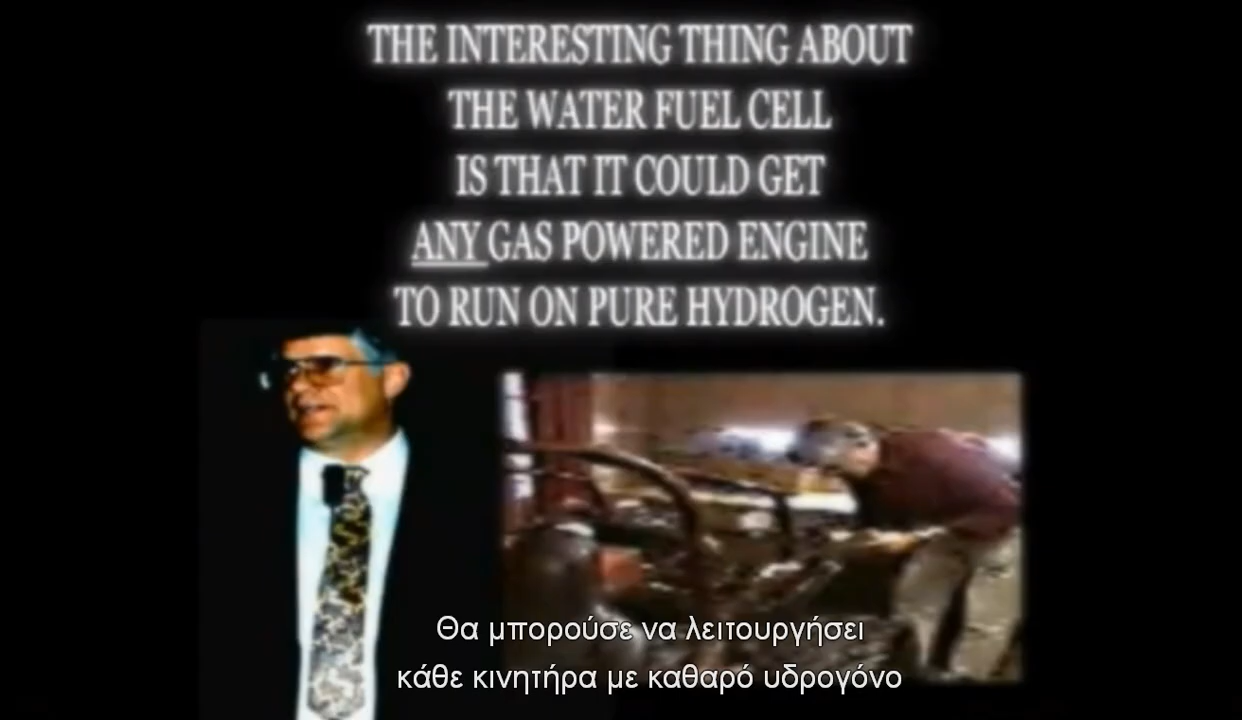 THE INTERESTING THING ABOUT
THE WATER FUEL CELL
IS THAT IT COULD GET
ANY GAS POWERED ENGINE
TO RUN ON PURE HYDROGEN.
Θα μπορούσε να λειτουργήσει
κάθε κινητήρα με καθαρό υδρογόνο